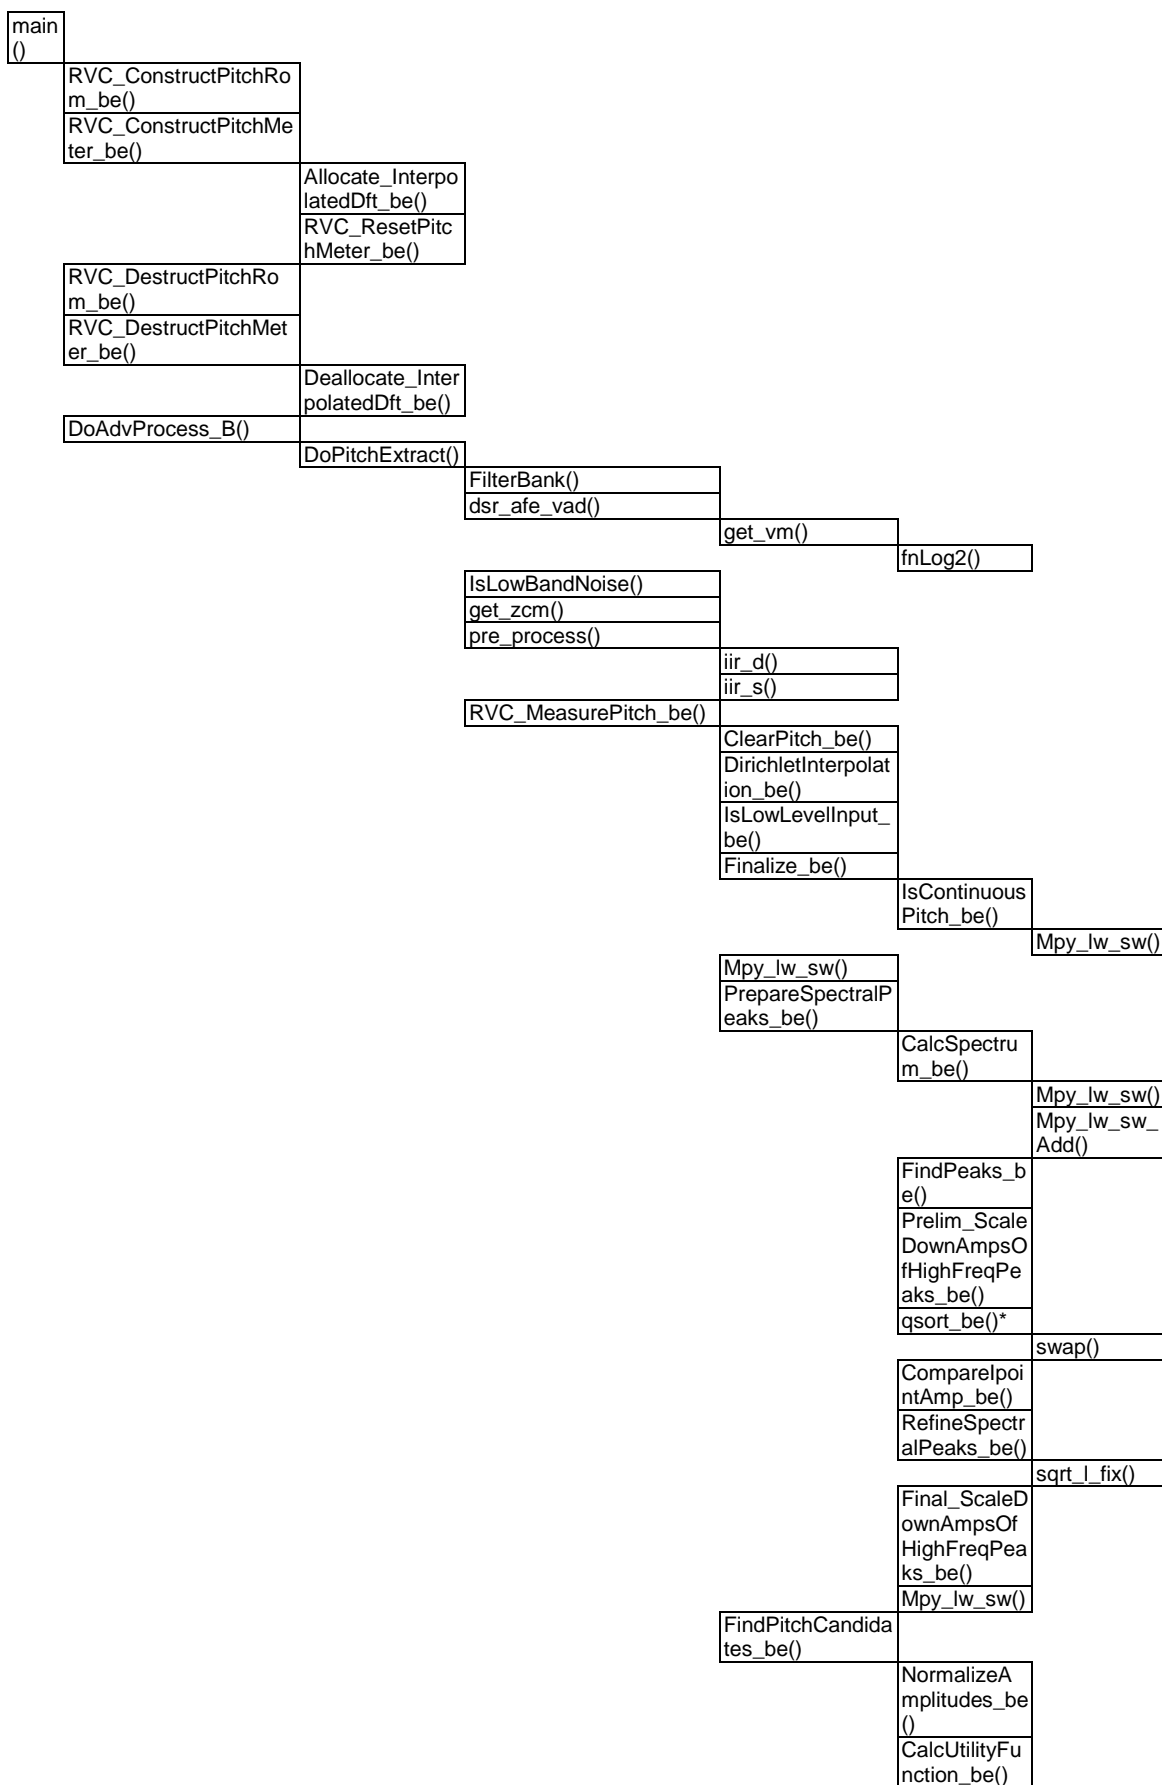 main
()
RVC_ConstructPitchRo
m_be()
RVC_ConstructPitchMe
ter_be()
Allocate_Interpo
latedDft_be()
RVC_ResetPitc
hMeter_be()
RVC_DestructPitchRo
m_be()
RVC_DestructPitchMet
er_be()
Deallocate_Inter
polatedDft_be()
DoAdvProcess_B()
DoPitchExtract()
FilterBank()
dsr_afe_vad()
get_vm()
fnLog2()
IsLowBandNoise()
get_zcm()
pre_process()
iir_d()
iir_s()
RVC_MeasurePitch_be()
ClearPitch_be()
DirichletInterpolat
ion_be()
IsLowLevelInput_
be()
Finalize_be()
IsContinuous
Pitch_be()
Mpy_lw_sw()
Mpy_lw_sw()
PrepareSpectralP
eaks_be()
CalcSpectru
m_be()
Mpy_lw_sw()
Mpy_lw_sw_
Add()
FindPeaks_b
e()
Prelim_Scale
DownAmpsO
fHighFreqPe
aks_be()
qsort_be()*
swap()
CompareIpoi
ntAmp_be()
RefineSpectr
alPeaks_be()
sqrt_l_fix()
Final_ScaleD
ownAmpsOf
HighFreqPea
ks_be()
Mpy_lw_sw()
FindPitchCandida
tes_be()
NormalizeA
mplitudes_be
()
CalcUtilityFu
nction_be()